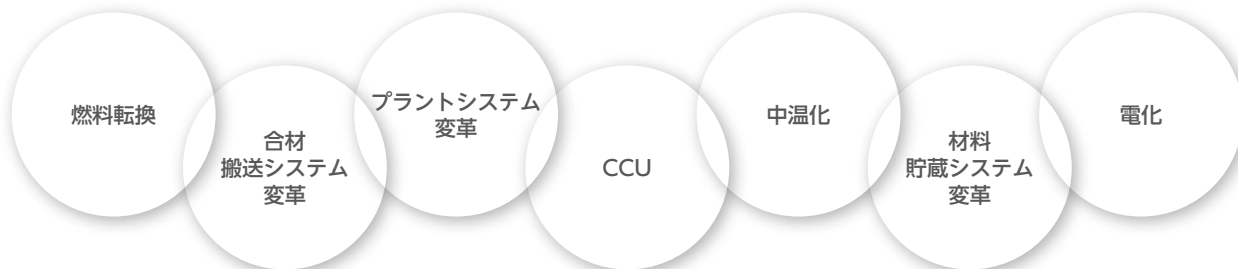 燃料転換
合材
搬送システム
変革
プラントシステム
変革
CCU
中温化
材料
貯蔵システム
変革
電化